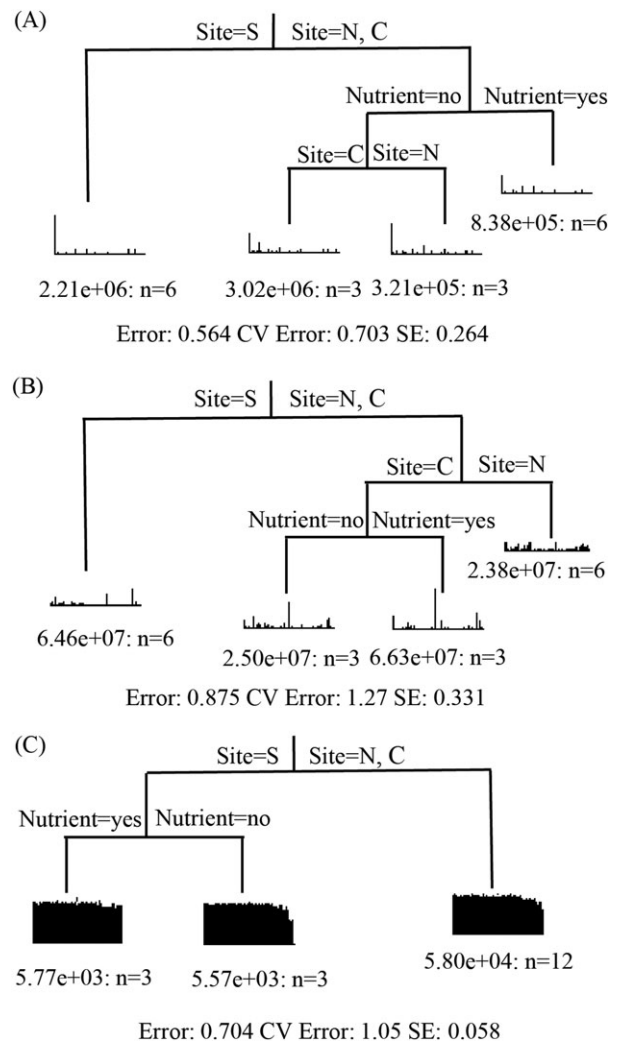 (A)
Site=S Site=N, C
Nutrient=no Nutrient=yes
Site=C Site=N
8.38e+05: n=6
2.21e+06: n=6 3.02e+06: n=3 3.21e+05: n=3
Error: 0.564 CV Error: 0.703 SE: 0.264
(B)
Site=S Site=N, C
Site=C Site=N
Nutrient=no Nutrient=yes
2.38e+07: n=6
6.46e+07: n=6 2.50e+07: n=3 6.63e+07: n=3
Error: 0.875 CV Error: 1.27 SE: 0.331
(C)
Site=S Site=N, C
Nutrient=yes Nutrient=no
5.77e+03: n=3 5.57e+03: n=3 5.80e+04: n=12
Error: 0.704 CV Error: 1.05 SE: 0.058